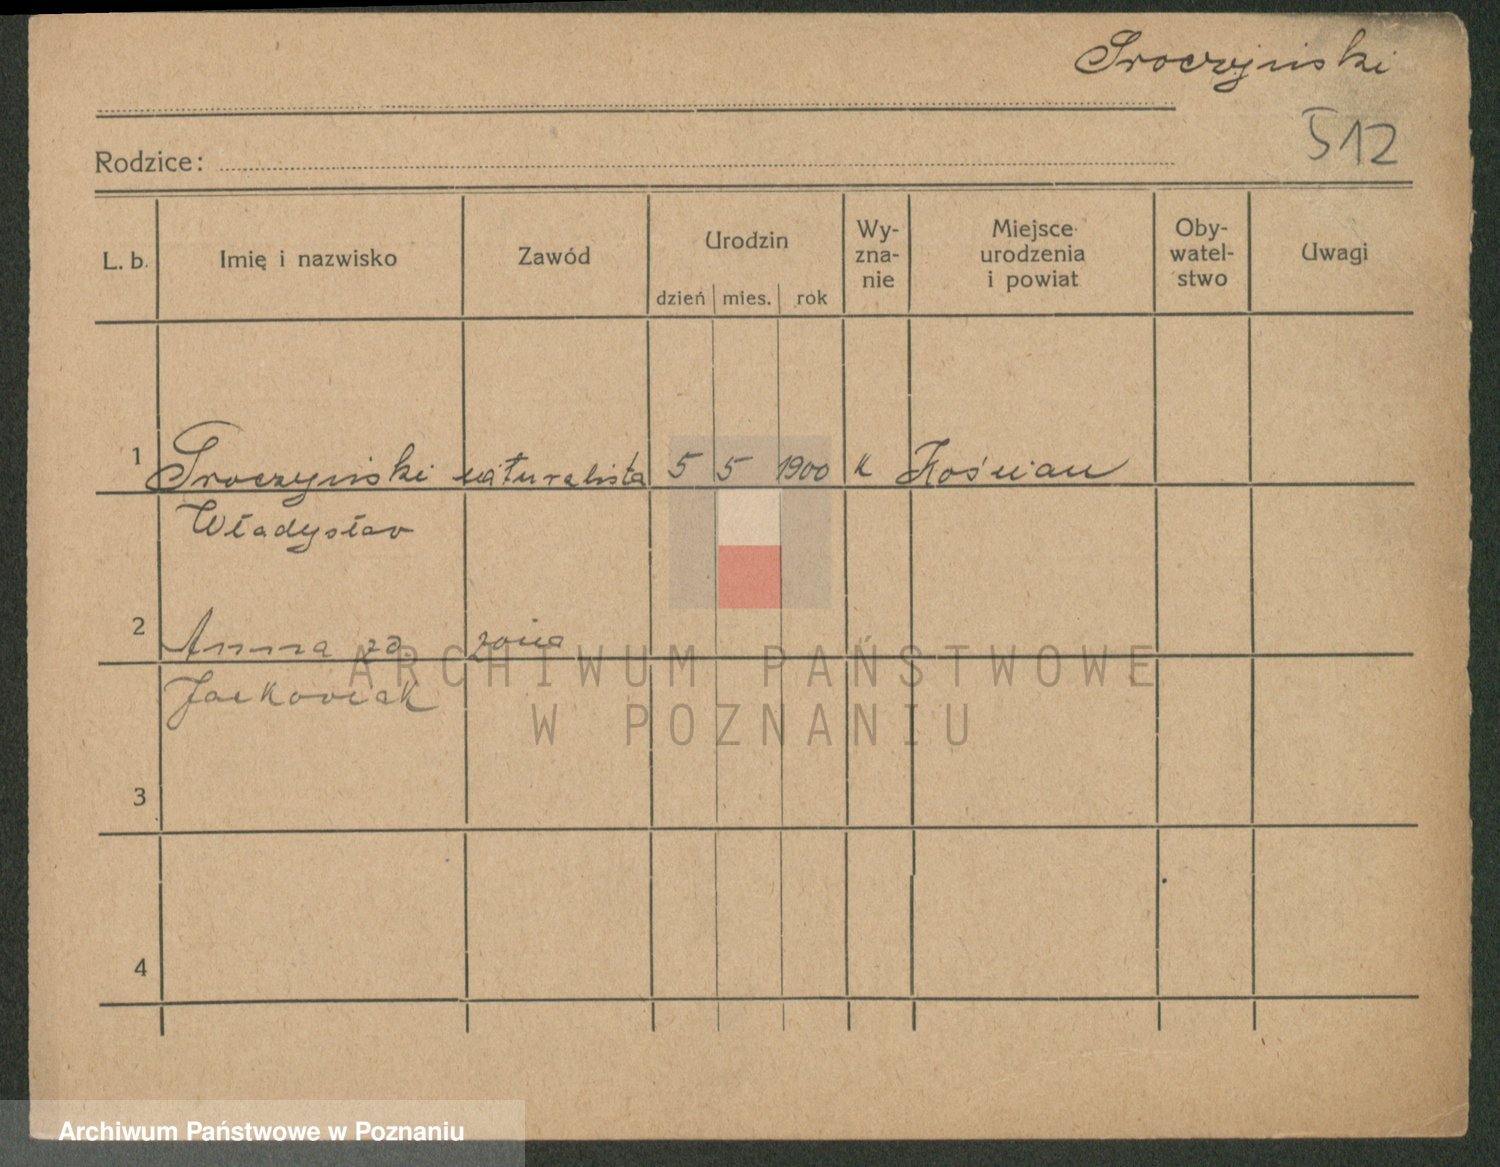 Sroczyński
512
Rodzice:
L. b. Imię i nazwisko Zawód Urodzin dzień mies. rok Wy-zna-nie Miejsce urodzenia i powiat Oby-watel-stwo Uwagi
1 Sroczyński naturalista 5 5 1900 k Kościan
Władysław
2 Anna zd. żona
Jackowiak
3
4
ARCHIWUM PAŃSTWOWE
W POZNANIU
Archiwum Państwowe w Poznaniu